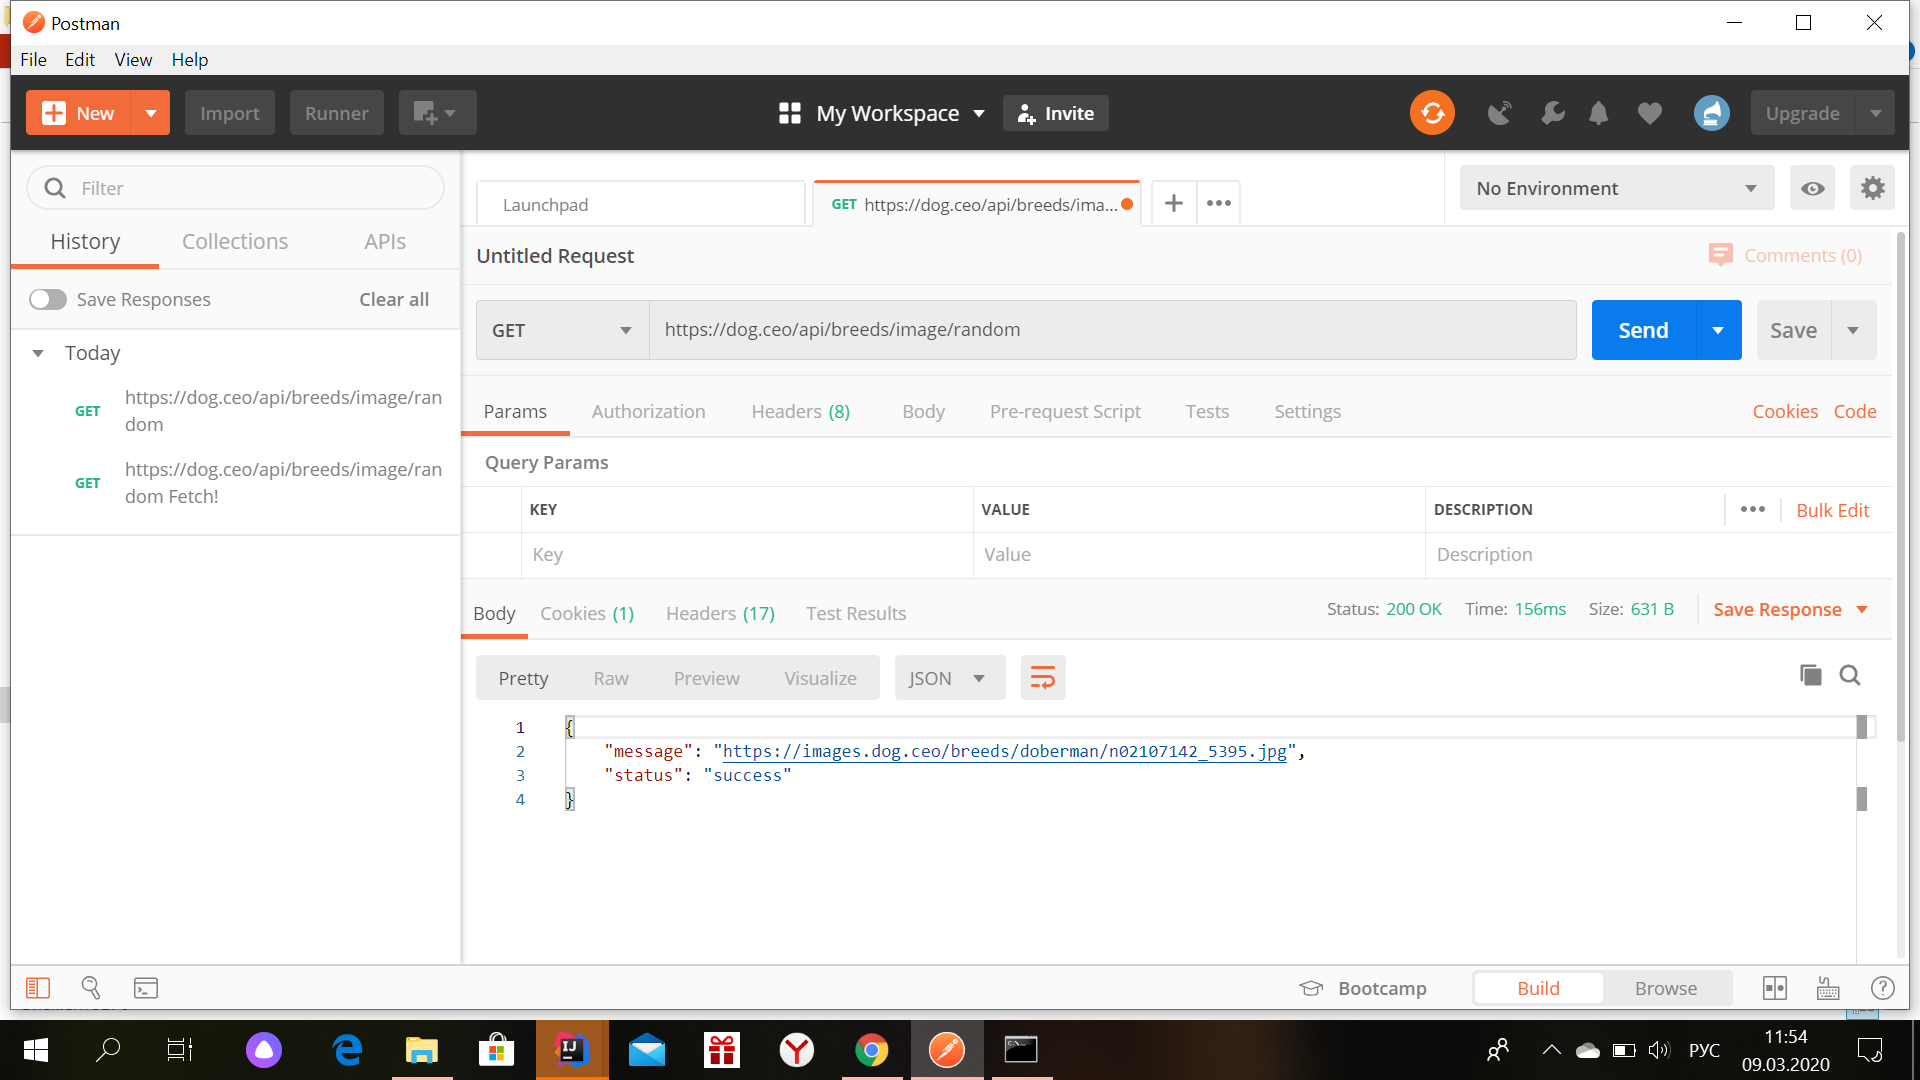 Postman
File Edit View Help
New Import Runner My Workspace Invite Upgrade
Filter
History Collections APIs
Save Responses Clear all
Today
GET https://dog.ceo/api/breeds/image/ran
dom
GET https://dog.ceo/api/breeds/image/ran
dom Fetch!
Launchpad GET https://dog.ceo/api/breeds/ima... No Environment
Untitled Request Comments (0)
GET https://dog.ceo/api/breeds/image/random Send Save
Params Authorization Headers (8) Body Pre-request Script Tests Settings Cookies Code
Query Params
KEY VALUE DESCRIPTION Bulk Edit
Key Value Description
Body Cookies (1) Headers (17) Test Results Status: 200 OK Time: 156ms Size: 631 B Save Response
Pretty Raw Preview Visualize JSON
1 {
2 "message": "https://images.dog.ceo/breeds/doberman/n02107142_5395.jpg",
3 "status": "success"
4 }
Bootcamp Build Browse
IJ
C:\_
РУС 11:54
09.03.2020